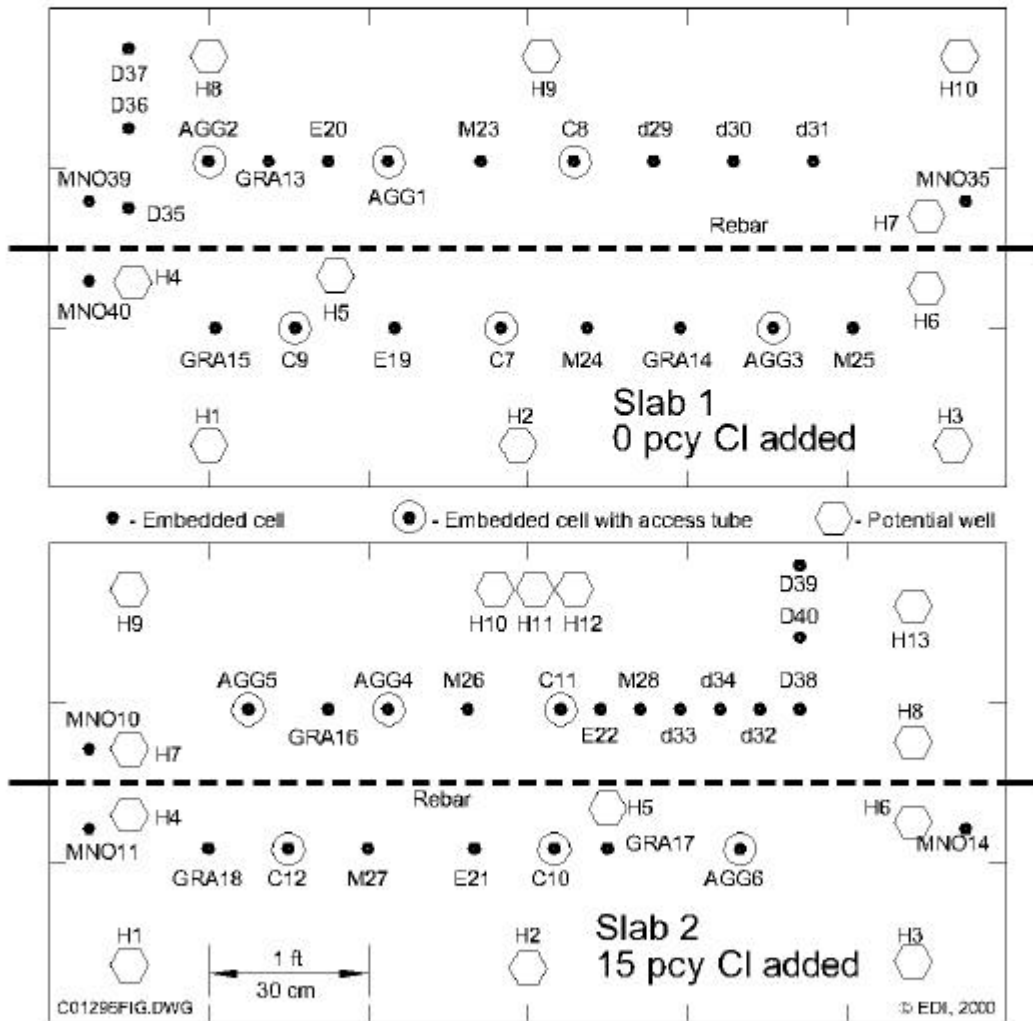 D37
H8
H9
H10
D36
AGG2
E20
M23
C8
d29
d30
d31
MNO39
GRA13
AGG1
MNO35
D35
Rebar
H7
H4
MNO40
H5
H6
GRA15
C9
E19
C7
M24
GRA14
AGG3
M25
H1
H2
Slab 1
H3
0 pcy Cl added
- Embedded cell
- Embedded cell with access tube
- Potential well
D39
H9
H10
H11
H12
D40
H13
AGG5
AGG4
M26
C11
M28
d34
D38
MNO10
GRA16
E22
d33
d32
H8
H7
Rebar
H4
H5
H6
MNO11
GRA17
MNO14
GRA18
C12
M27
E21
C10
AGG6
H1
H2
Slab 2
H3
1 ft
15 pcy Cl added
30 cm
C01295FIG.DWG
© EDI, 2000